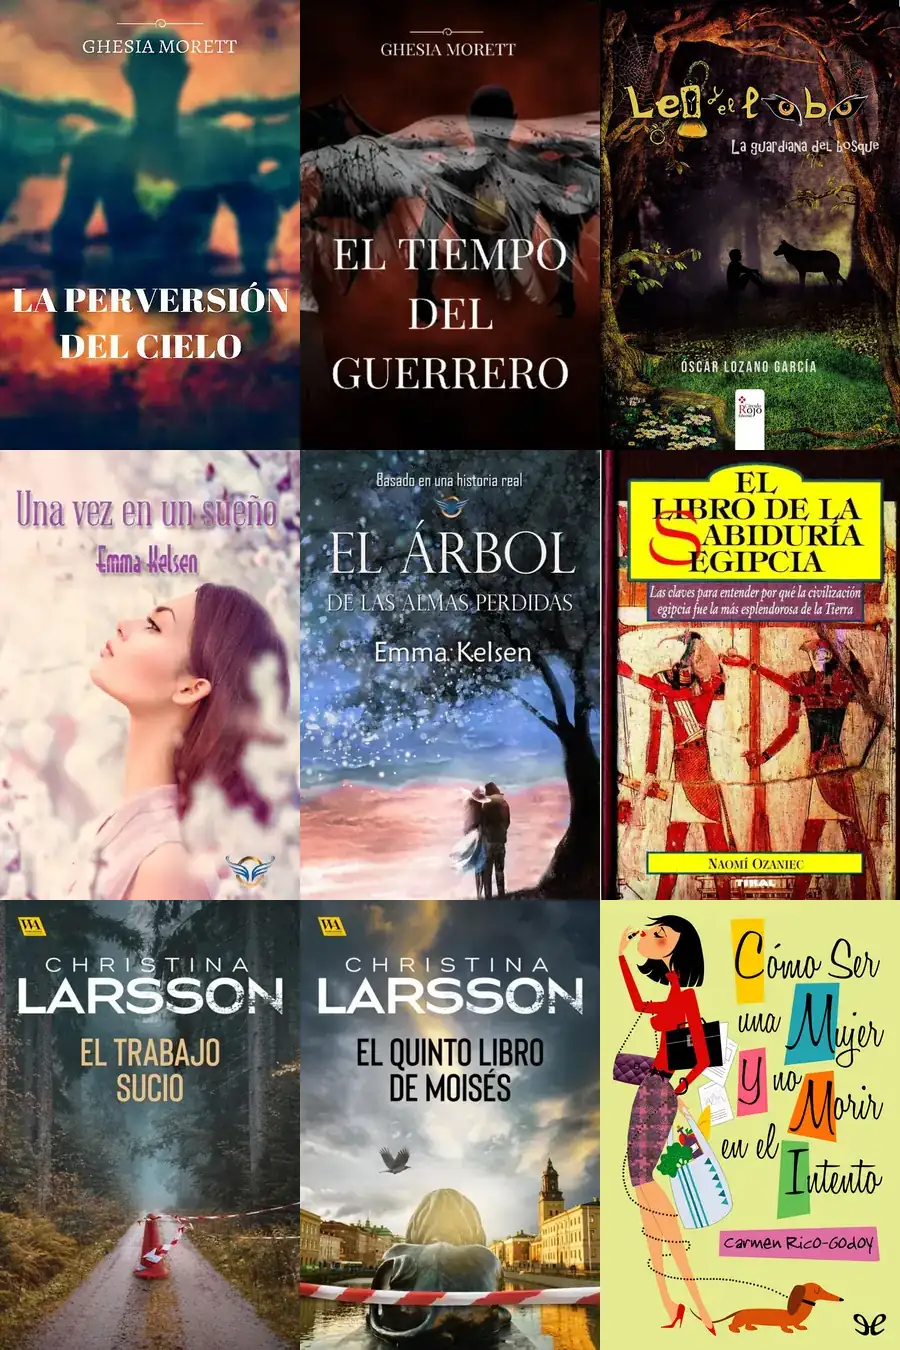 GHESIA MORETT
LA PERVERSIÓN
DEL CIELO
GHESIA MORETT
EL TIEMPO
DEL
GUERRERO
Leo y el lobo
La guardiana del bosque
ÓSCAR LOZANO GARCÍA
Círculo
Rojo
Una vez en un sueño
Emma Kelsen
Basado en una historia real
EL ÁRBOL
DE LAS ALMAS PERDIDAS
Emma Kelsen
EL
LIBRO DE LA
SABIDURÍA
EGIPCIA
Las claves para entender por qué la civilización
egipcia fue la más esplendorosa de la Tierra
NAOMÍ OZANIEC
TIKAL
CHRISTINA
LARSSON
EL TRABAJO
SUCIO
CHRISTINA
LARSSON
EL QUINTO LIBRO
DE MOISÉS
Cómo Ser
una Mujer
y no
Morir
en el
Intento
Carmen Rico-Godoy